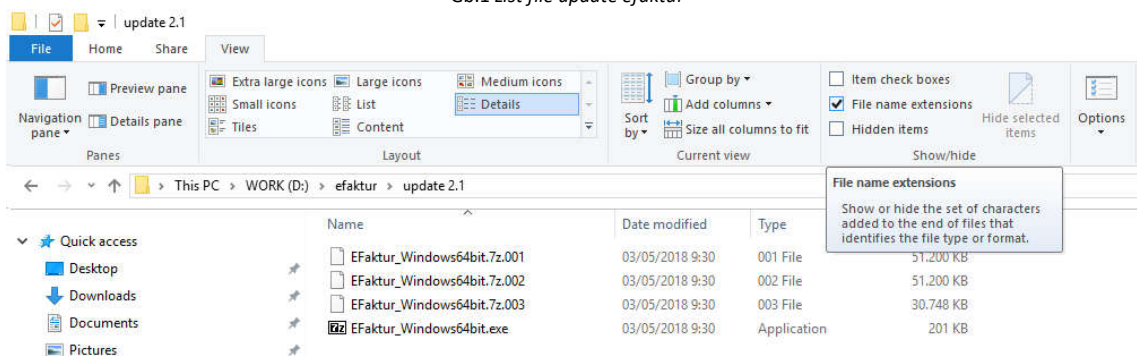 Gb.1 List file update efaktur
update 2.1
File Home Share View
Navigation pane
Preview pane
Details pane
Panes
Extra large icons Large icons Medium icons
Small icons List Details
Tiles Content
Layout
Sort by
Group by
Add columns
Size all columns to fit
Current view
Item check boxes
File name extensions
Hidden items
Hide selected items
Show/hide
Options
This PC > WORK (D:) > efaktur > update 2.1
File name extensions
Show or hide the set of characters
added to the end of files that
identifies the file type or format.
Name Date modified Type
Quick access
Desktop
Downloads
Documents
Pictures
EFaktur_Windows64bit.7z.001 03/05/2018 9:30 001 File 51.200 KB
EFaktur_Windows64bit.7z.002 03/05/2018 9:30 002 File 51.200 KB
EFaktur_Windows64bit.7z.003 03/05/2018 9:30 003 File 30.748 KB
EFaktur_Windows64bit.exe 03/05/2018 9:30 Application 201 KB